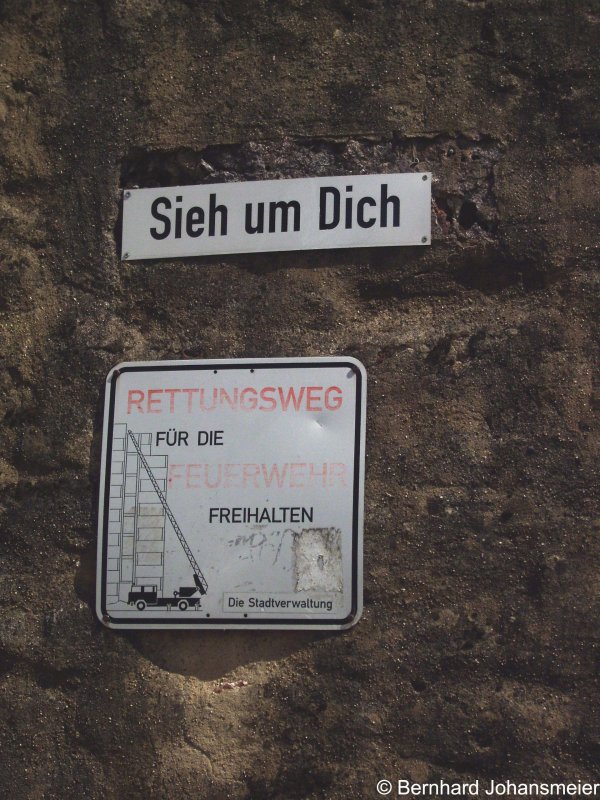 Sieh um Dich
RETTUNGSWEG
FÜR DIE
FEUERWEHR
FREIHALTEN
Die Stadtverwaltung
© Bernhard Johansmeier